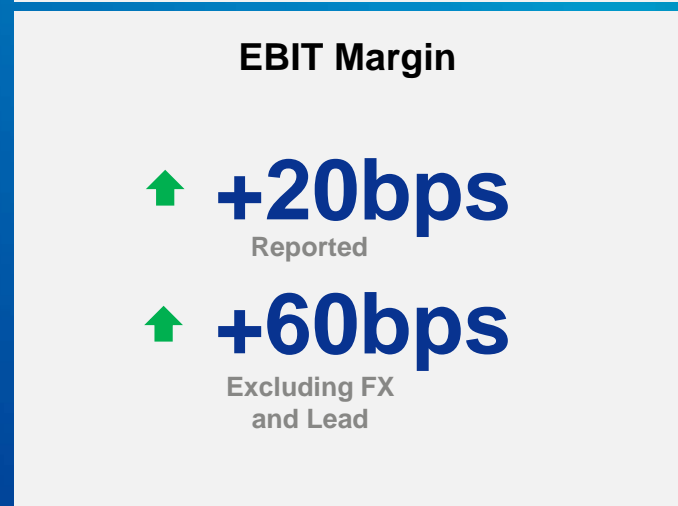 EBIT Margin
+20bps
Reported
+60bps
Excluding FX
and Lead